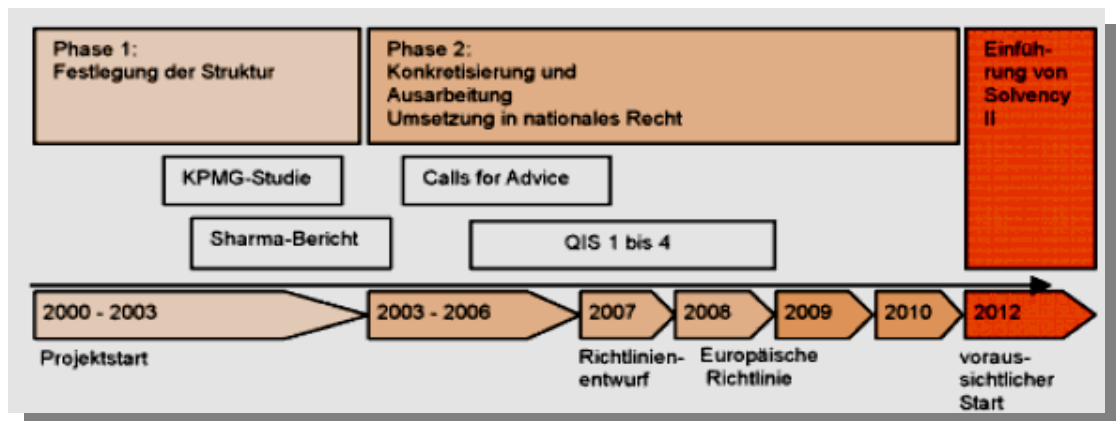 Phase 1:
Festlegung der Struktur
Phase 2:
Konkretisierung und
Ausarbeitung
Umsetzung in nationales Recht
Einfüh-
rung von
Solvency
II
KPMG-Studie
Calls for Advice
Sharma-Bericht
QIS 1 bis 4
2000 - 2003
2003 - 2006
2007
2008
2009
2010
2012
Projektstart
Richtlinien-
entwurf
Europäische
Richtlinie
voraus-
sichtlicher
Start